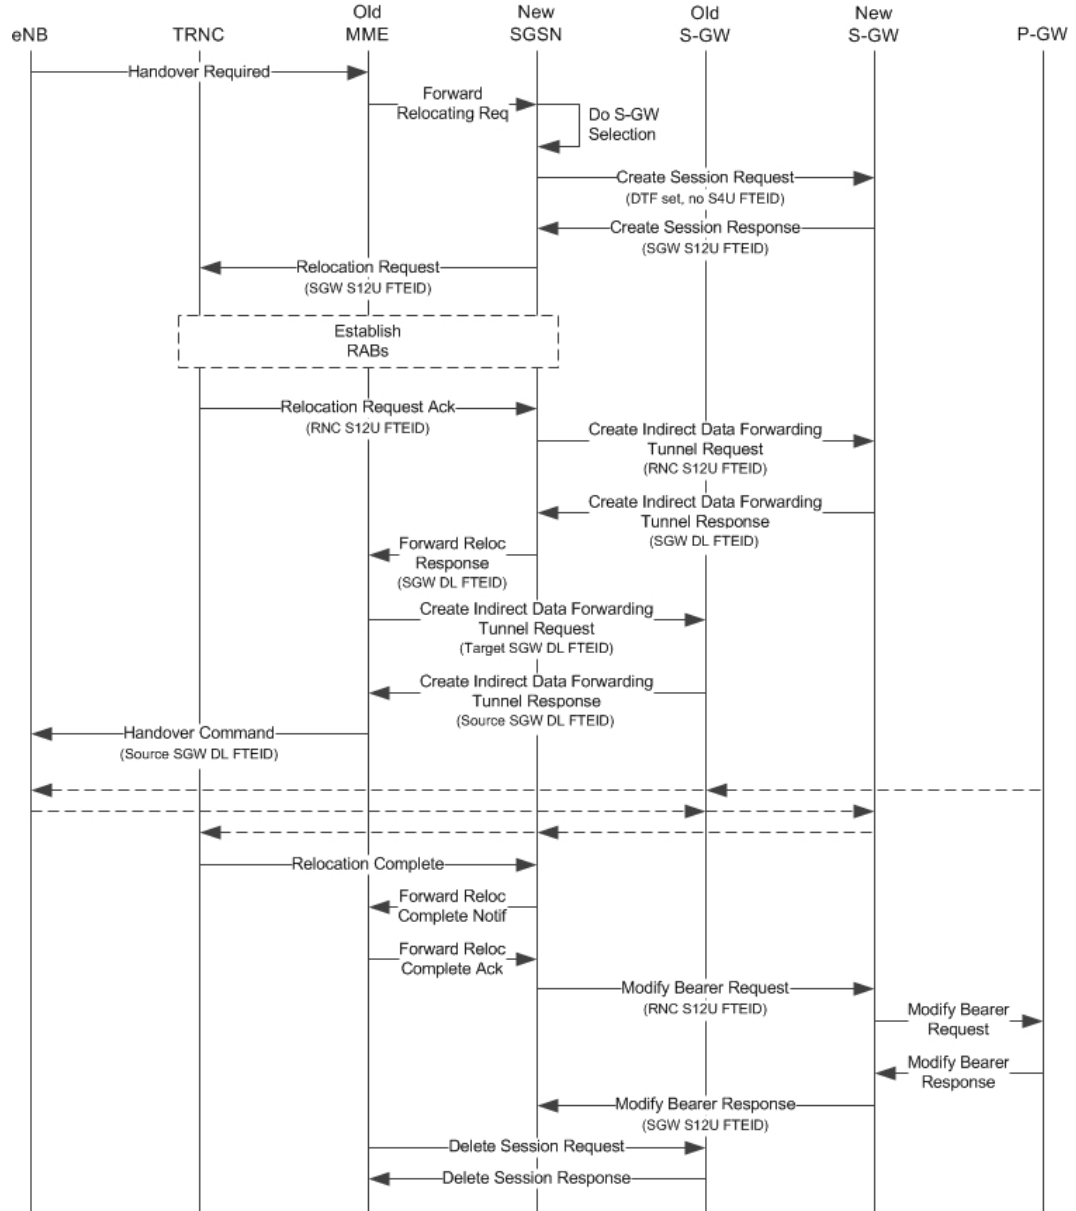 Old
New
Old
New
eNB
TRNC
MME
SGSN
S-GW
S-GW
P-GW
Handover Required
Forward
Relocating Req
Do S-GW
Selection
Create Session Request
(DTF set, no S4U FTEID)
Create Session Response
(SGW S12U FTEID)
Relocation Request
(SGW S12U FTEID)
Establish
RABs
Relocation Request Ack
(RNC S12U FTEID)
Create Indirect Data Forwarding
Tunnel Request
(RNC S12U FTEID)
Create Indirect Data Forwarding
Tunnel Response
(SGW DL FTEID)
Forward Reloc
Response
(SGW DL FTEID)
Create Indirect Data Forwarding
Tunnel Request
(Target SGW DL FTEID)
Create Indirect Data Forwarding
Tunnel Response
(Source SGW DL FTEID)
Handover Command
(Source SGW DL FTEID)
Relocation Complete
Forward Reloc
Complete Notif
Forward Reloc
Complete Ack
Modify Bearer Request
(RNC S12U FTEID)
Modify Bearer
Request
Modify Bearer
Response
Modify Bearer Response
(SGW S12U FTEID)
Delete Session Request
Delete Session Response